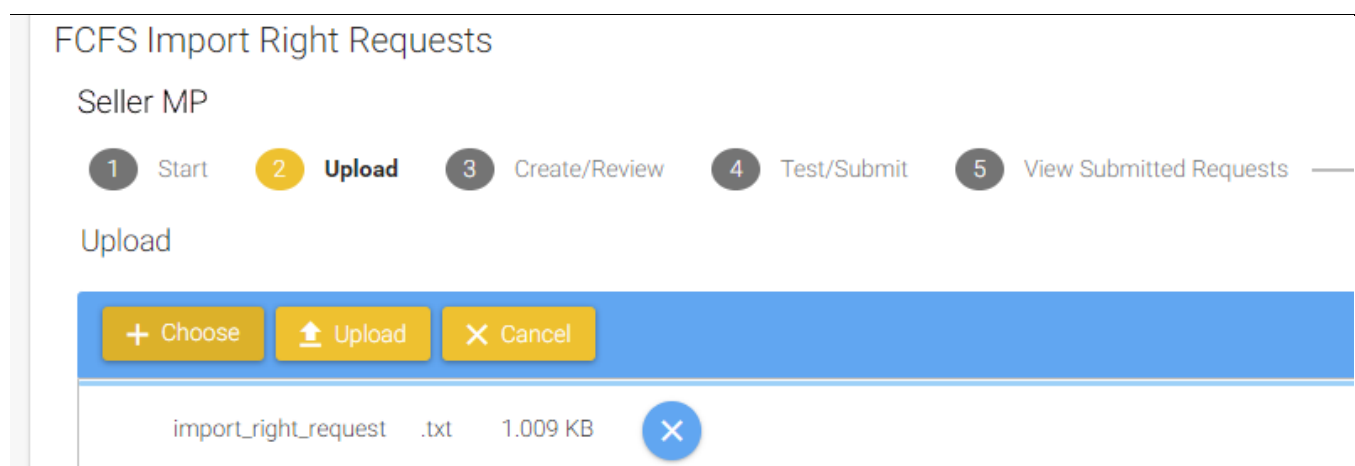 FCFS Import Right Requests
Seller MP
1 Start 2 Upload 3 Create/Review 4 Test/Submit 5 View Submitted Requests
Upload
+ Choose Upload × Cancel
import_right_request .txt 1.009 KB ×